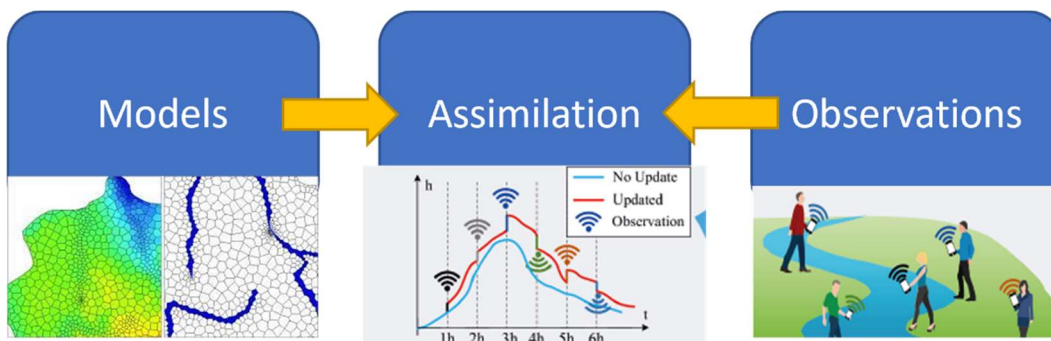 Models
Assimilation
Observations
h
No Update
Updated
Observation
t
1h 2h 3h 4h 5h 6h